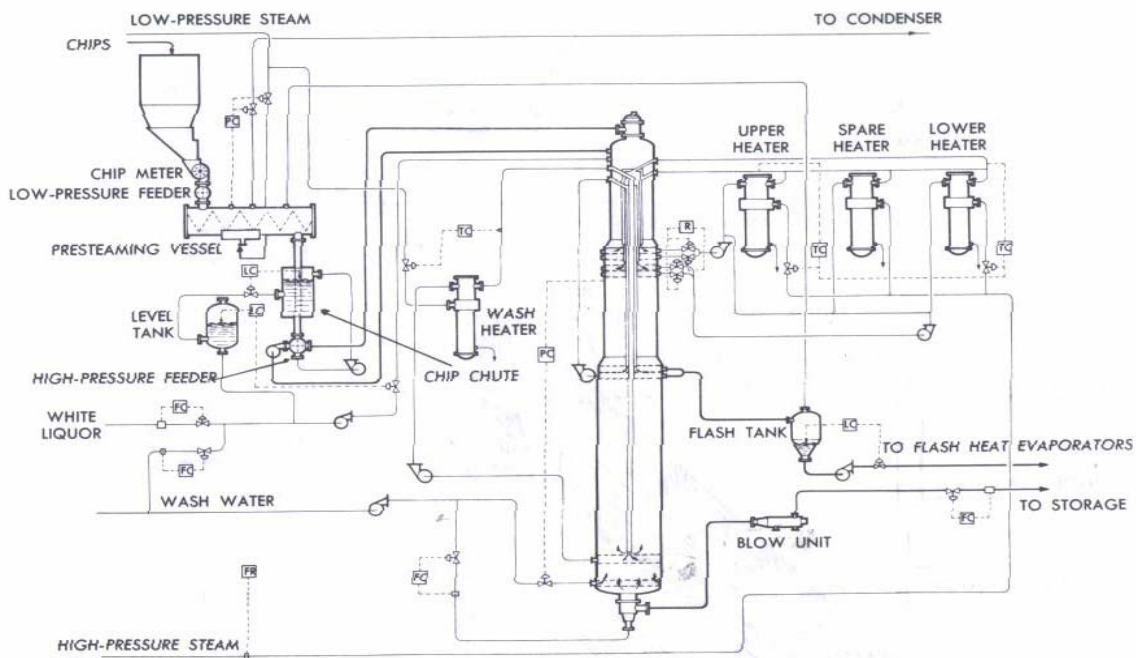 LOW-PRESSURE STEAM
TO CONDENSER
CHIPS
PC
UPPER HEATER
SPARE HEATER
LOWER HEATER
CHIP METER
LOW-PRESSURE FEEDER
R
TC
TC
TC
PRESTEAMING VESSEL
LC
LEVEL TANK
LC
WASH HEATER
PC
HIGH-PRESSURE FEEDER
CHIP CHUTE
FC
WHITE LIQUOR
FLASH TANK
LC
TO FLASH HEAT EVAPORATORS
FC
WASH WATER
TO STORAGE
FC
BLOW UNIT
FC
FR
HIGH-PRESSURE STEAM